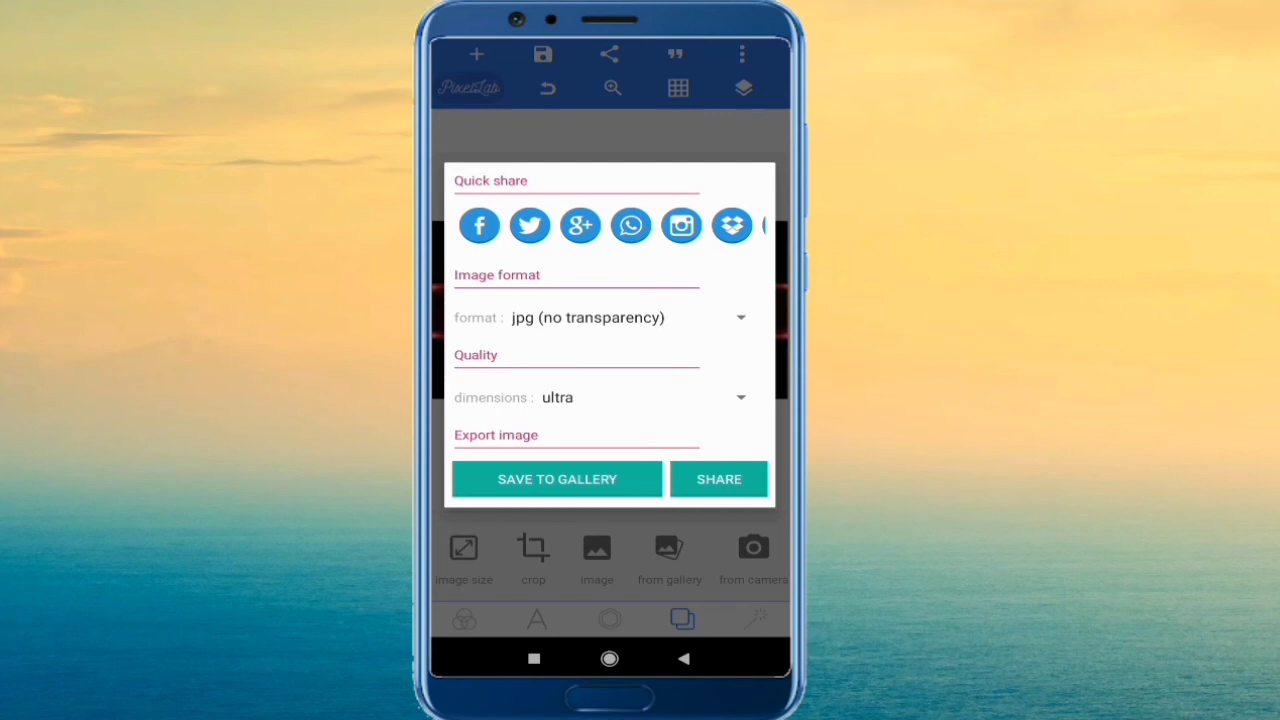 PixelLab
Quick share
Image format
format : jpg (no transparency)
Quality
dimensions : ultra
Export image
SAVE TO GALLERY SHARE
image size crop image from gallery from camera